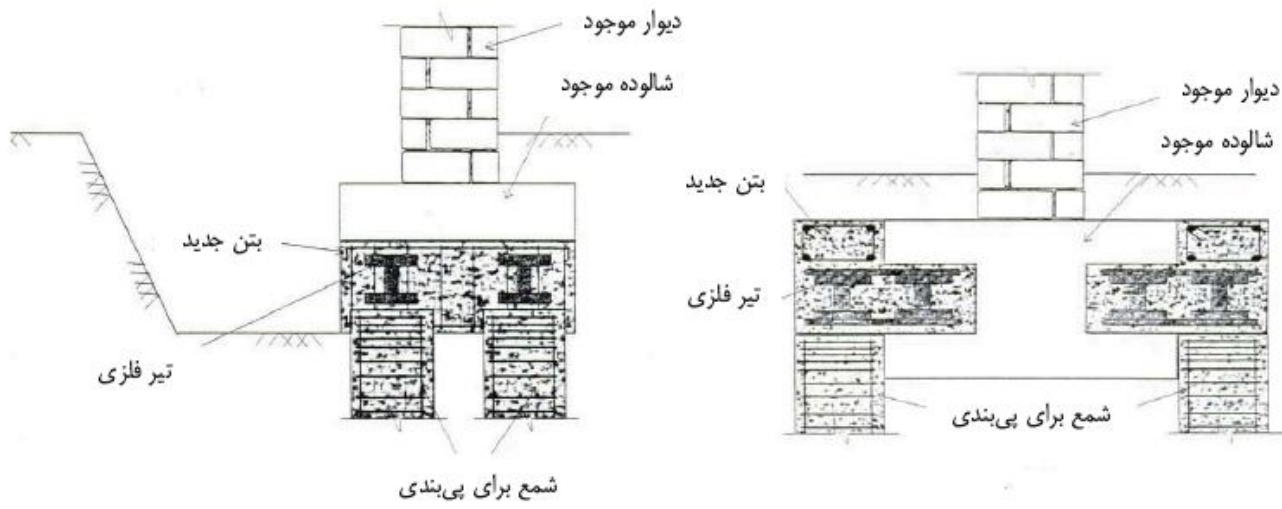 دیوار موجود
شالوده موجود
بتن جدید
تیر فلزی
شمع برای پی‌بندی
دیوار موجود
شالوده موجود
بتن جدید
تیر فلزی
شمع برای پی‌بندی